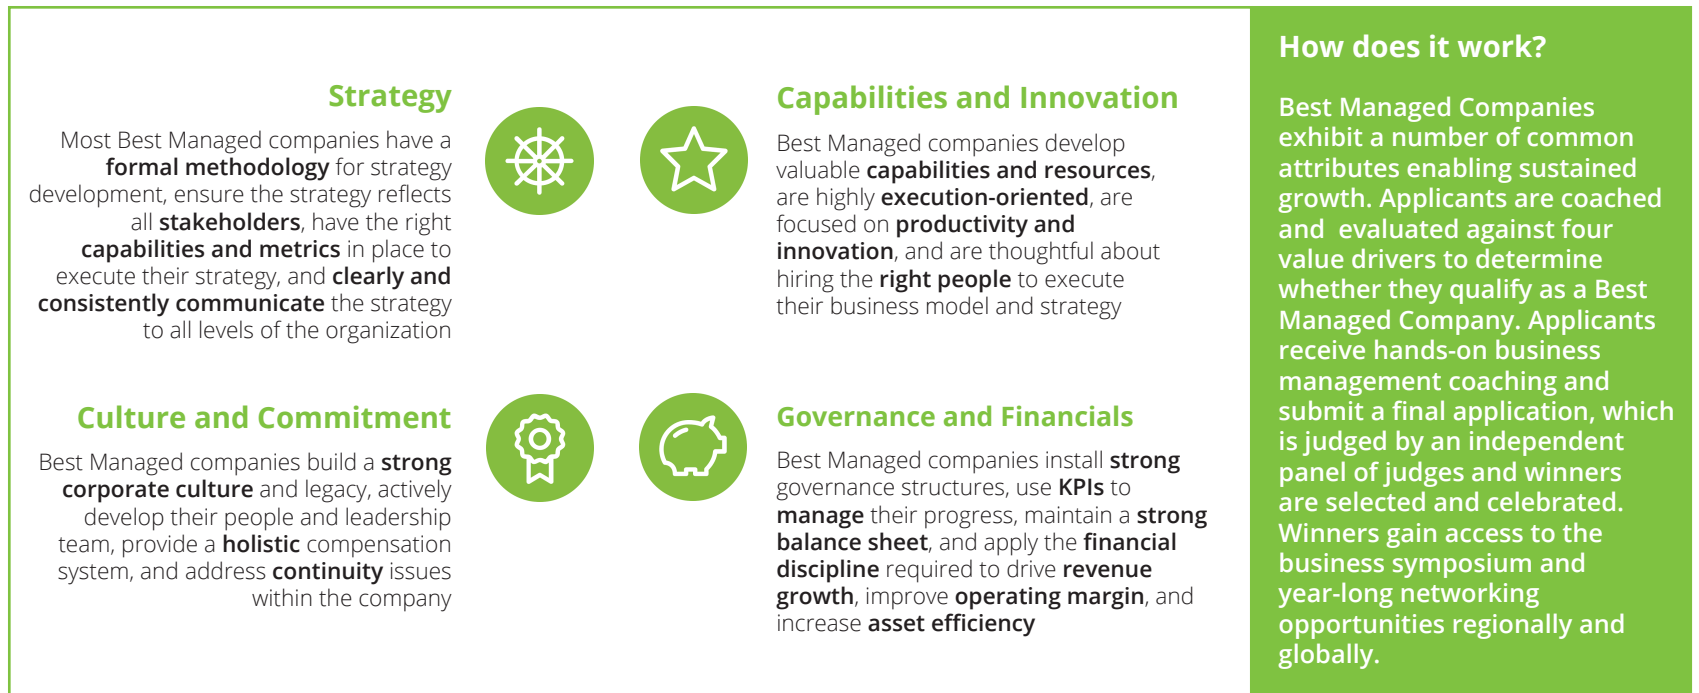 Strategy
Most Best Managed companies have a
formal methodology for strategy
development, ensure the strategy reflects
all stakeholders, have the right
capabilities and metrics in place to
execute their strategy, and clearly and
consistently communicate the strategy
to all levels of the organization
Capabilities and Innovation
Best Managed companies develop
valuable capabilities and resources,
are highly execution-oriented, are
focused on productivity and
innovation, and are thoughtful about
hiring the right people to execute
their business model and strategy
Culture and Commitment
Best Managed companies build a strong
corporate culture and legacy, actively
develop their people and leadership
team, provide a holistic compensation
system, and address continuity issues
within the company
Governance and Financials
Best Managed companies install strong
governance structures, use KPIs to
manage their progress, maintain a strong
balance sheet, and apply the financial
discipline required to drive revenue
growth, improve operating margin, and
increase asset efficiency
How does it work?
Best Managed Companies
exhibit a number of common
attributes enabling sustained
growth. Applicants are coached
and  evaluated against four
value drivers to determine
whether they qualify as a Best
Managed Company. Applicants
receive hands-on business
management coaching and
submit a final application, which
is judged by an independent
panel of judges and winners
are selected and celebrated.
Winners gain access to the
business symposium and
year-long networking
opportunities regionally and
globally.